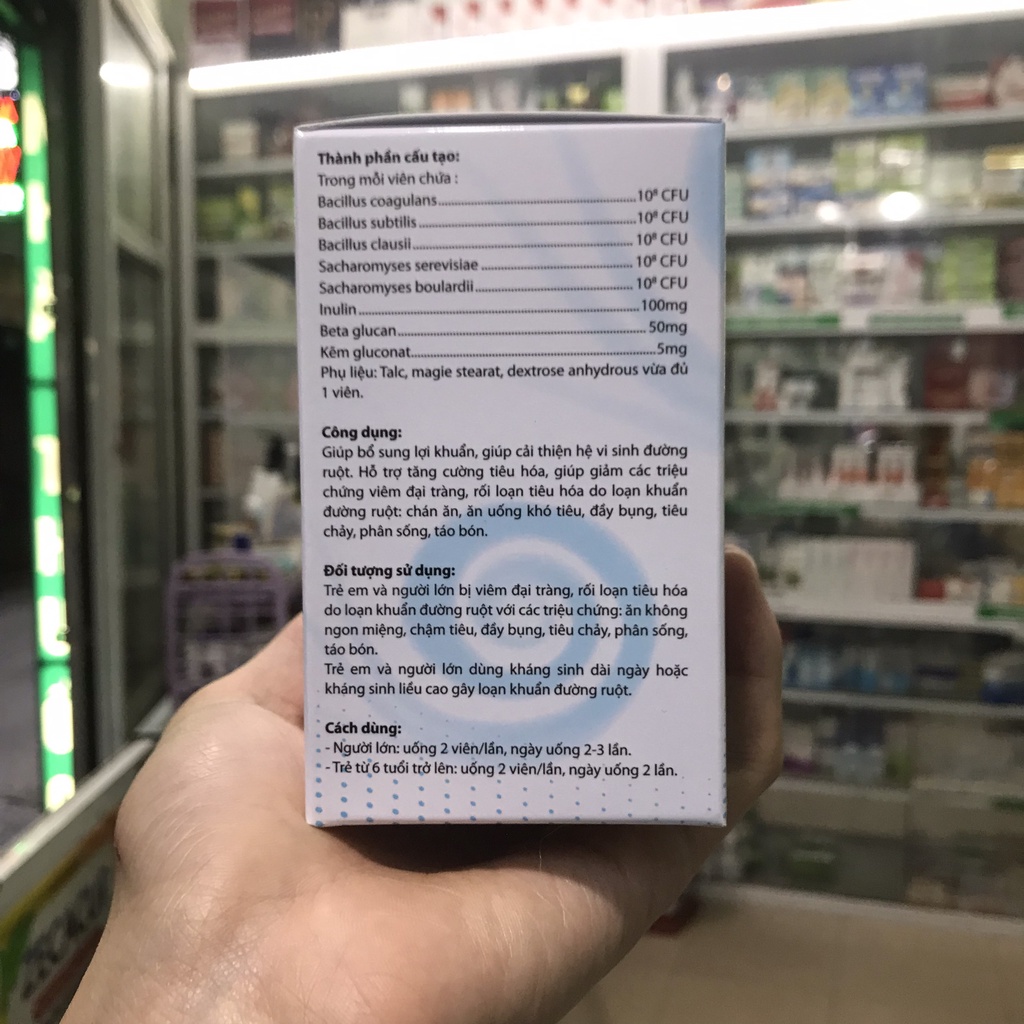 Thành phần cấu tạo:
Trong mỗi viên chứa :
Bacillus coagulans........10⁸ CFU
Bacillus subtilis........10⁸ CFU
Bacillus clausii........10⁸ CFU
Sacharomyses serevisiae........10⁸ CFU
Sacharomyses boulardii........10⁸ CFU
Inulin........100mg
Beta glucan........50mg
Kẽm gluconat........5mg
Phụ liệu: Talc, magie stearat, dextrose anhydrous vừa đủ
1 viên.
Công dụng:
Giúp bổ sung lợi khuẩn, giúp cải thiện hệ vi sinh đường
ruột. Hỗ trợ tăng cường tiêu hóa, giúp giảm các triệu
chứng viêm đại tràng, rối loạn tiêu hóa do loạn khuẩn
đường ruột: chán ăn, ăn uống khó tiêu, đầy bụng, tiêu
chảy, phân sống, táo bón.
Đối tượng sử dụng:
Trẻ em và người lớn bị viêm đại tràng, rối loạn tiêu hóa
do loạn khuẩn đường ruột với các triệu chứng: ăn không
ngon miệng, chậm tiêu, đầy bụng, tiêu chảy, phân sống,
táo bón.
Trẻ em và người lớn dùng kháng sinh dài ngày hoặc
kháng sinh liều cao gây loạn khuẩn đường ruột.
Cách dùng:
- Người lớn: uống 2 viên/lần, ngày uống 2-3 lần.
- Trẻ từ 6 tuổi trở lên: uống 2 viên/lần, ngày uống 2 lần.